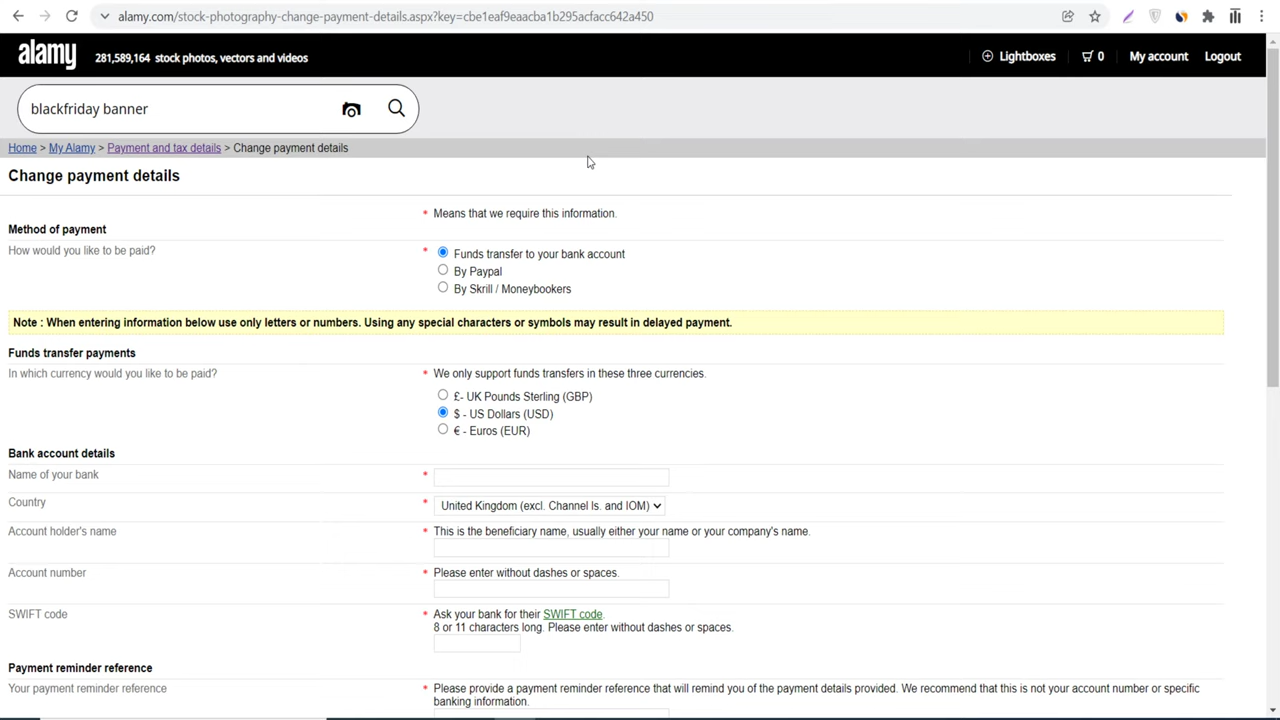 alamy.com/stock-photography-change-payment-details.aspx?key=cbe1eaf9eaacba1b295acfacc642a450
alamy 281,589,164 stock photos, vectors and videos Lightboxes 0 My account Logout
blackfriday banner
Home > My Alamy > Payment and tax details > Change payment details
Change payment details
* Means that we require this information.
Method of payment
How would you like to be paid? * Funds transfer to your bank account
By Paypal
By Skrill / Moneybookers
Note : When entering information below use only letters or numbers. Using any special characters or symbols may result in delayed payment.
Funds transfer payments
In which currency would you like to be paid? * We only support funds transfers in these three currencies.
£- UK Pounds Sterling (GBP)
$ - US Dollars (USD)
€ - Euros (EUR)
Bank account details
Name of your bank *
Country * United Kingdom (excl. Channel Is. and IOM)
Account holder's name * This is the beneficiary name, usually either your name or your company's name.
Account number * Please enter without dashes or spaces.
SWIFT code * Ask your bank for their SWIFT code.
8 or 11 characters long. Please enter without dashes or spaces.
Payment reminder reference
Your payment reminder reference * Please provide a payment reminder reference that will remind you of the payment details provided. We recommend that this is not your account number or specific
banking information.